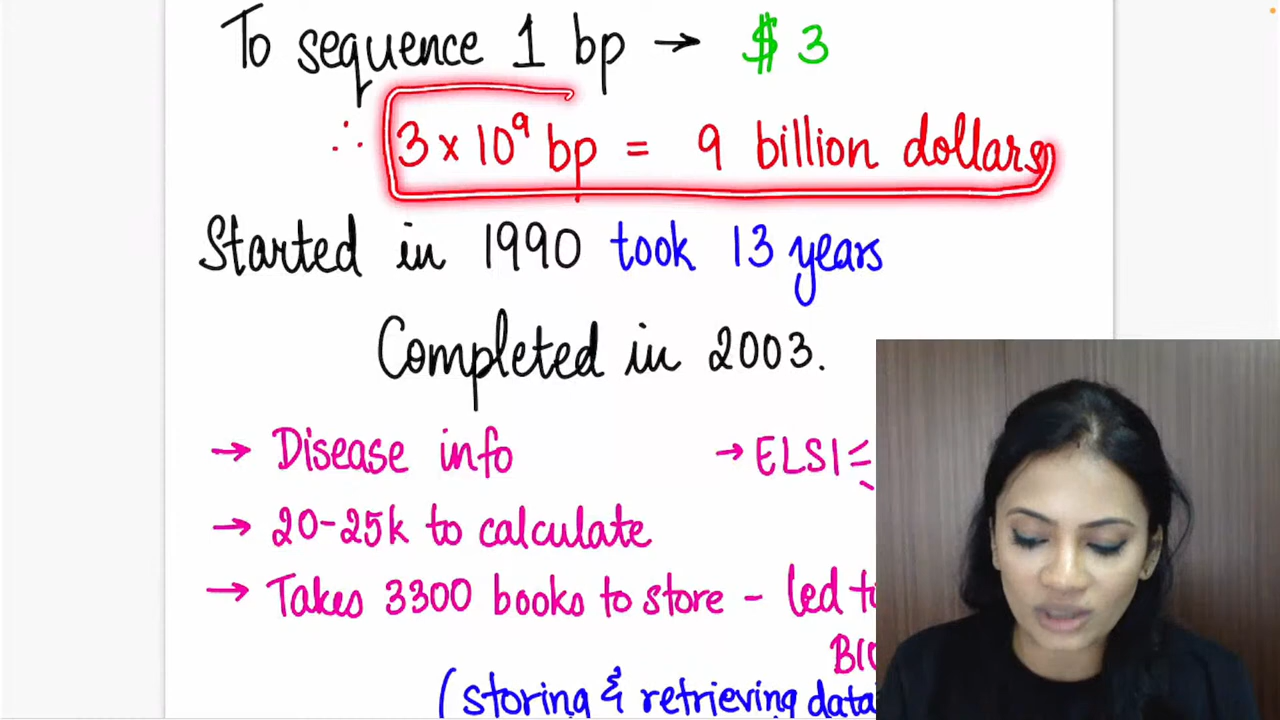 To sequence 1 bp → $ 3
∴ 3 × 10⁹ bp = 9 billion dollars
Started in 1990 took 13 years
Completed in 2003.
→ Disease info → ELSI
→ 20-25k to calculate
→ Takes 3300 books to store - led
(storing & retrieving data